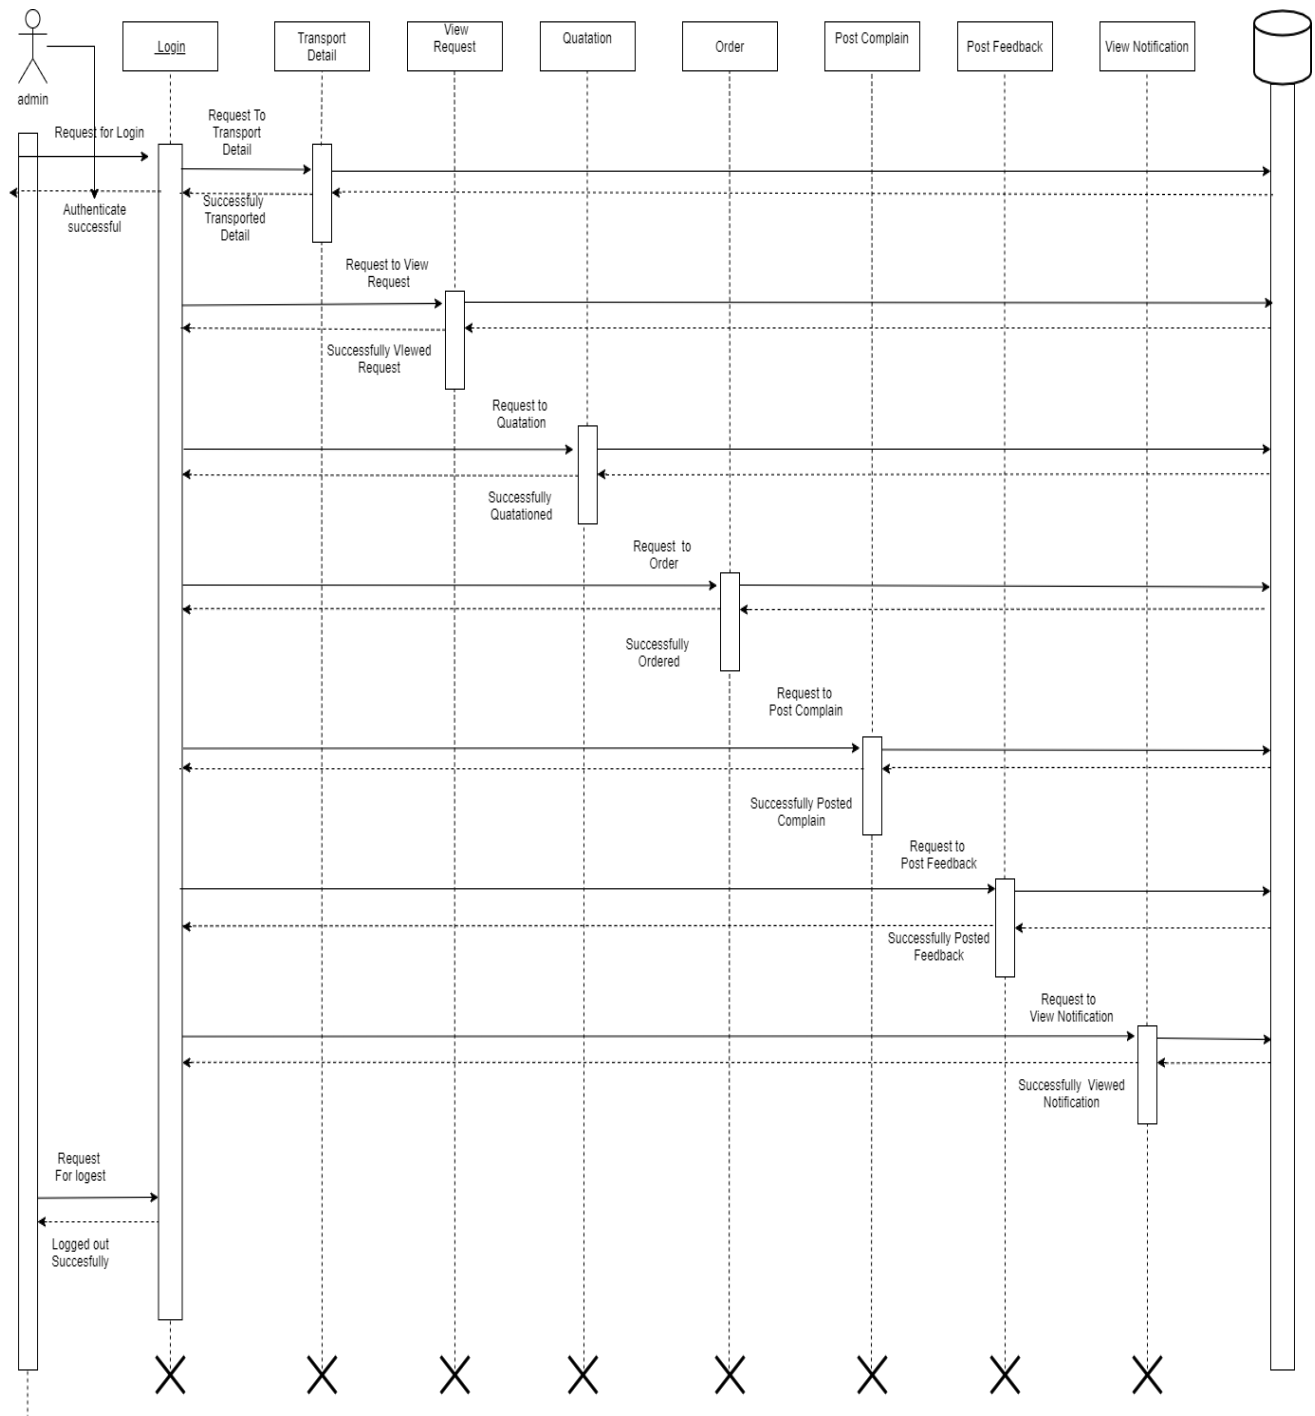 admin
Login
Transport
Detail
View
Request
Quatation
Order
Post Complain
Post Feedback
View Notification
Request for Login
Request To
Transport
Detail
Authenticate
successful
Successfuly
Transported
Detail
Request to View
Request
Successfully VIewed
Request
Request to
Quatation
Successfully
Quatationed
Request to
Order
Successfully
Ordered
Request to
Post Complain
Successfully Posted
Complain
Request to
Post Feedback
Successfully Posted
Feedback
Request to
View Notification
Successfully Viewed
Notification
Request
For logest
Logged out
Succesfully